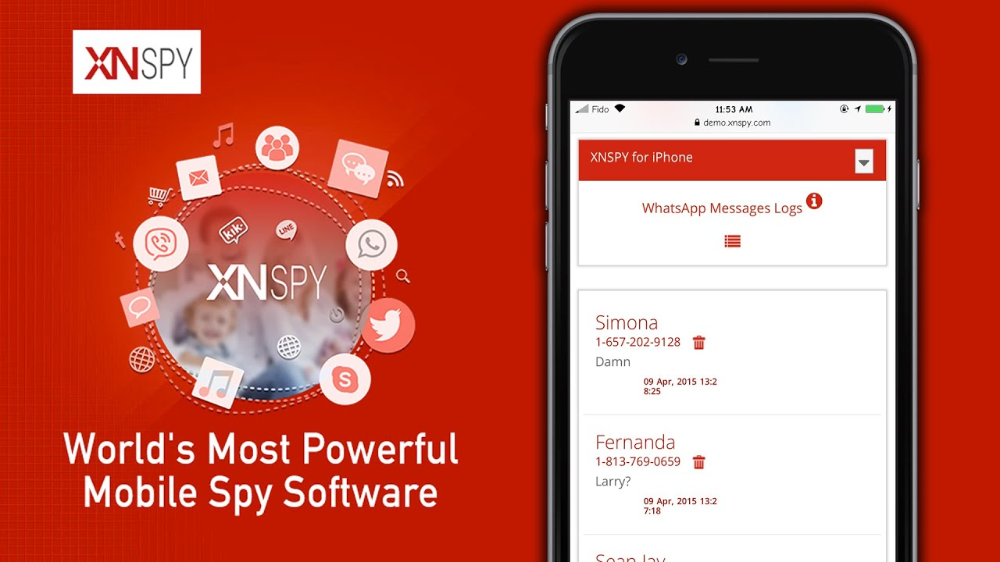 XNSPY
kik.
LINE
XNSPY
f
S
World's Most Powerful
Mobile Spy Software
Fido
11:53 AM
demo.xnspy.com
XNSPY for iPhone
WhatsApp Messages Logs i
Simona
1-657-202-9128
Damn
09 Apr, 2015 13:2
8:25
Fernanda
1-813-769-0659
Larry?
09 Apr, 2015 13:2
7:18
Sean Jay